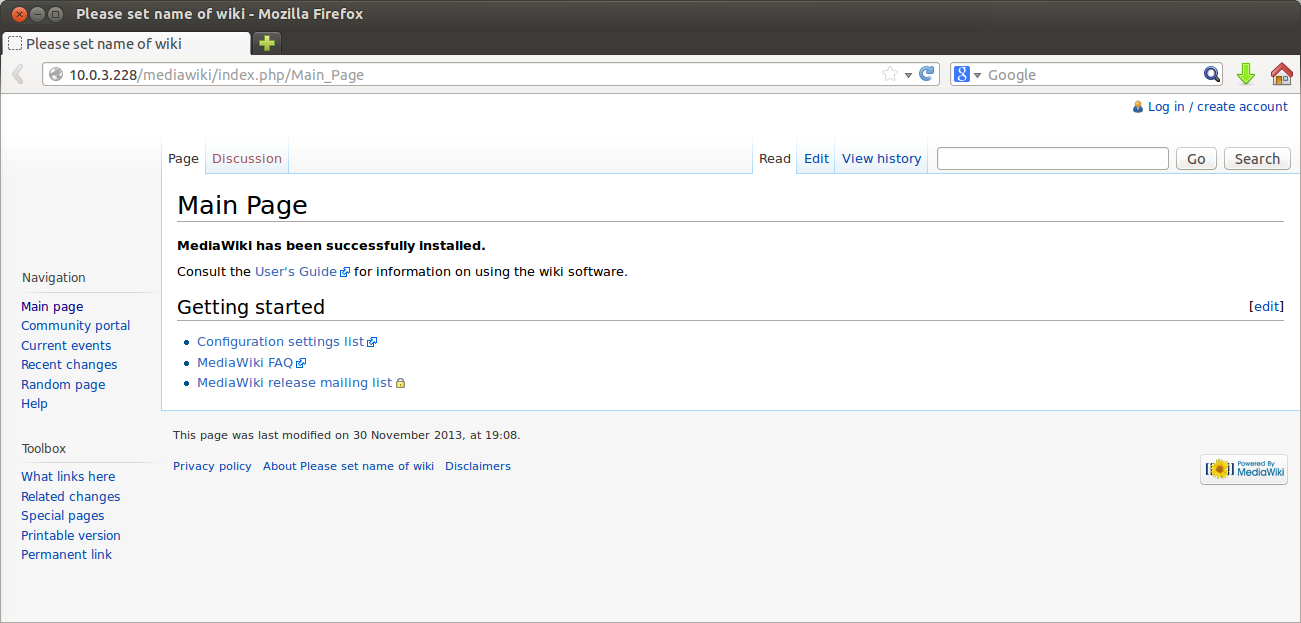 Please set name of wiki - Mozilla Firefox
Please set name of wiki
10.0.3.228/mediawiki/index.php/Main_Page
8 Google
Log in / create account
Page Discussion Read Edit View history Go Search
Main Page
MediaWiki has been successfully installed.
Consult the User's Guide for information on using the wiki software.
Getting started [edit]
Configuration settings list
MediaWiki FAQ
MediaWiki release mailing list
This page was last modified on 30 November 2013, at 19:08.
Privacy policy About Please set name of wiki Disclaimers
Powered By
MediaWiki
Navigation
Main page
Community portal
Current events
Recent changes
Random page
Help
Toolbox
What links here
Related changes
Special pages
Printable version
Permanent link